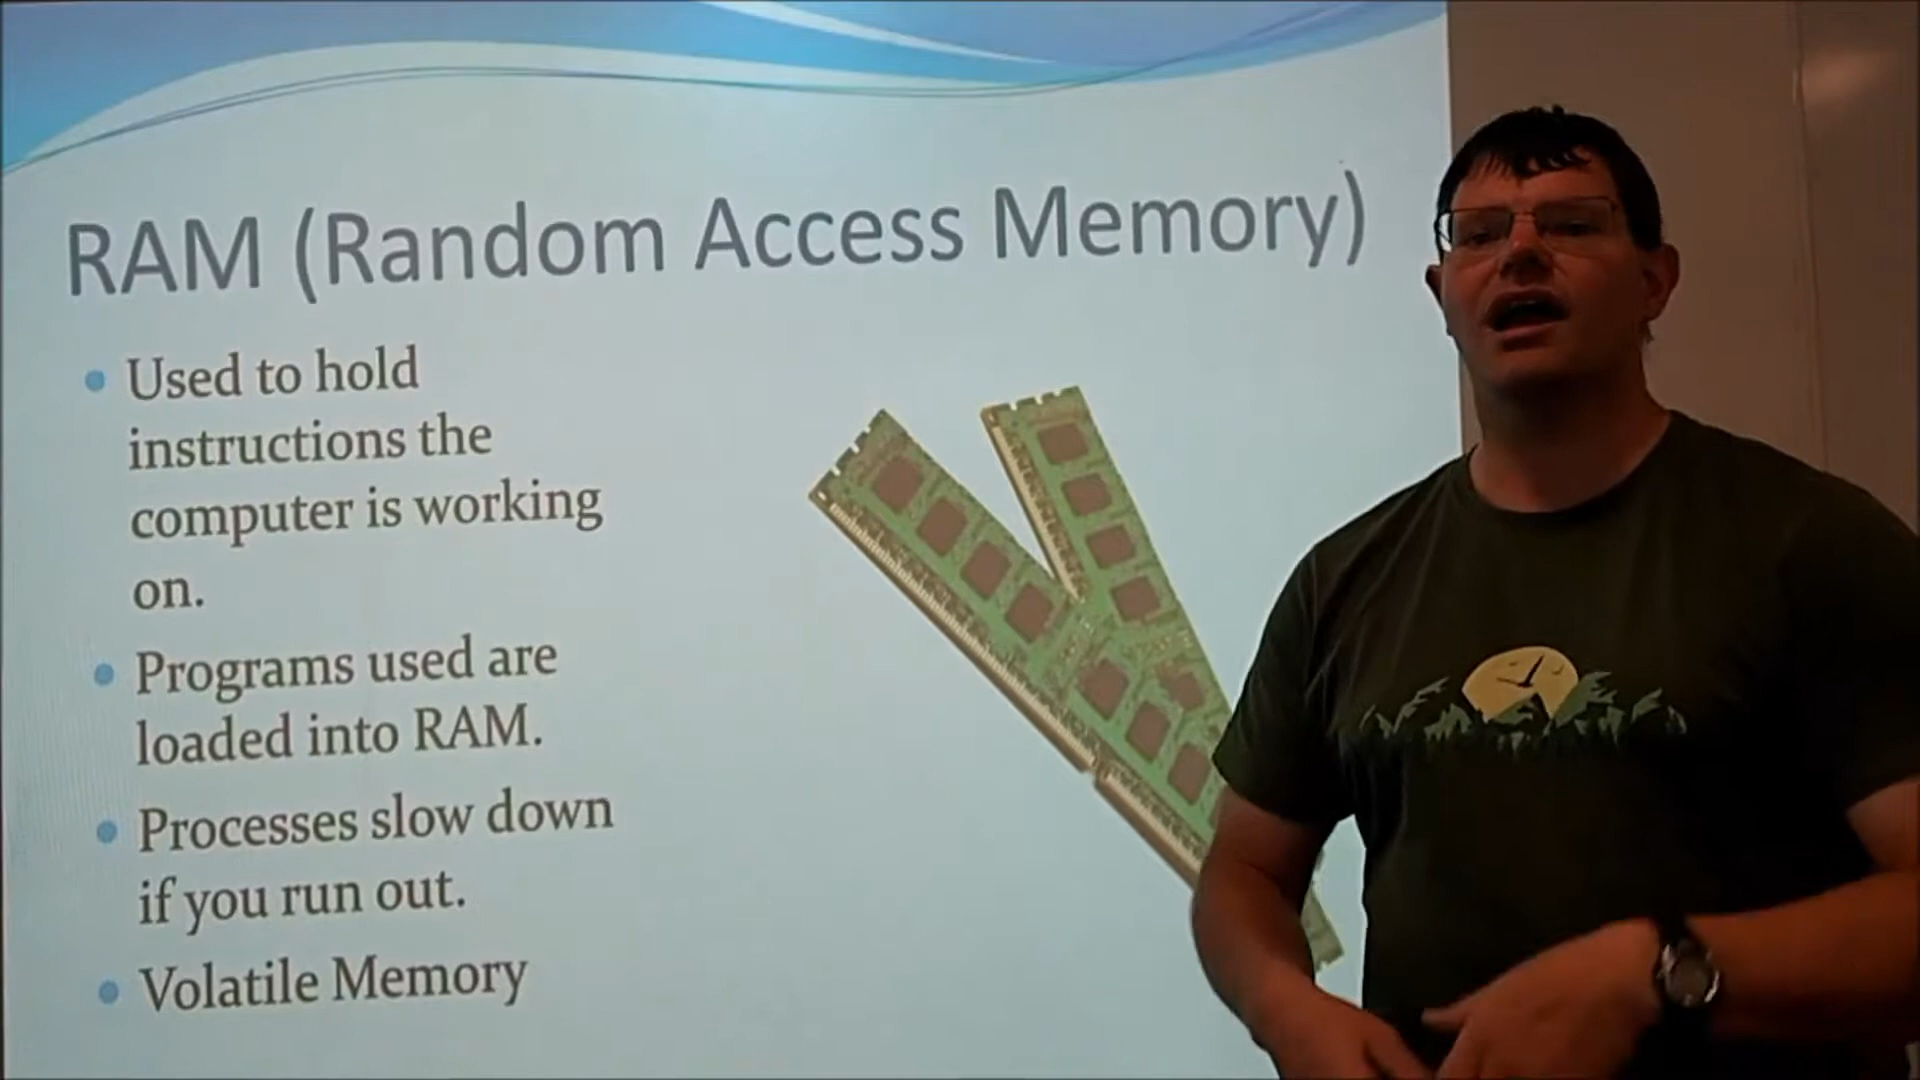 RAM (Random Access Memory)
Used to hold
instructions the
computer is working
on.
Programs used are
loaded into RAM.
Processes slow down
if you run out.
Volatile Memory